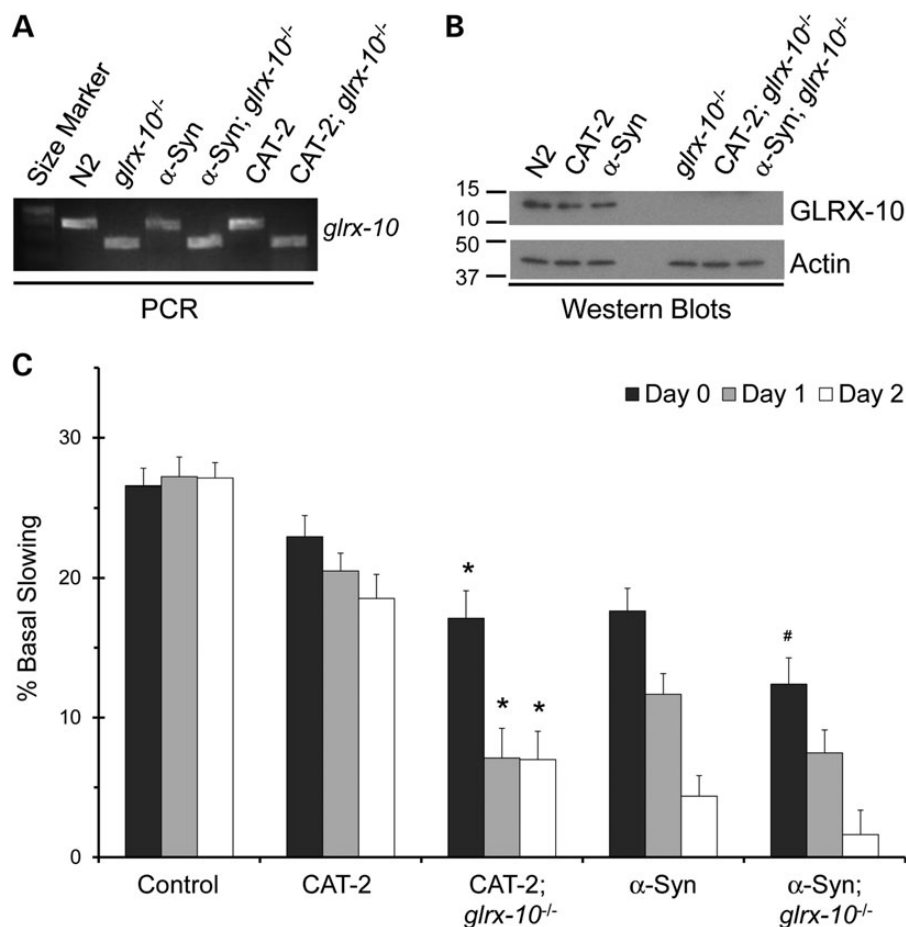 A
Size Marker
N2
glrx-10-/-
α-Syn
α-Syn; glrx-10-/-
CAT-2
CAT-2; glrx-10-/-
glrx-10
PCR
B
N2
CAT-2
α-Syn
glrx-10-/-
CAT-2; glrx-10-/-
α-Syn; glrx-10-/-
15
10
GLRX-10
50
37
Actin
Western Blots
C
Day 0 Day 1 Day 2
% Basal Slowing
30
20
10
0
* * *
#
Control CAT-2 CAT-2; α-Syn α-Syn;
glrx-10-/- glrx-10-/-